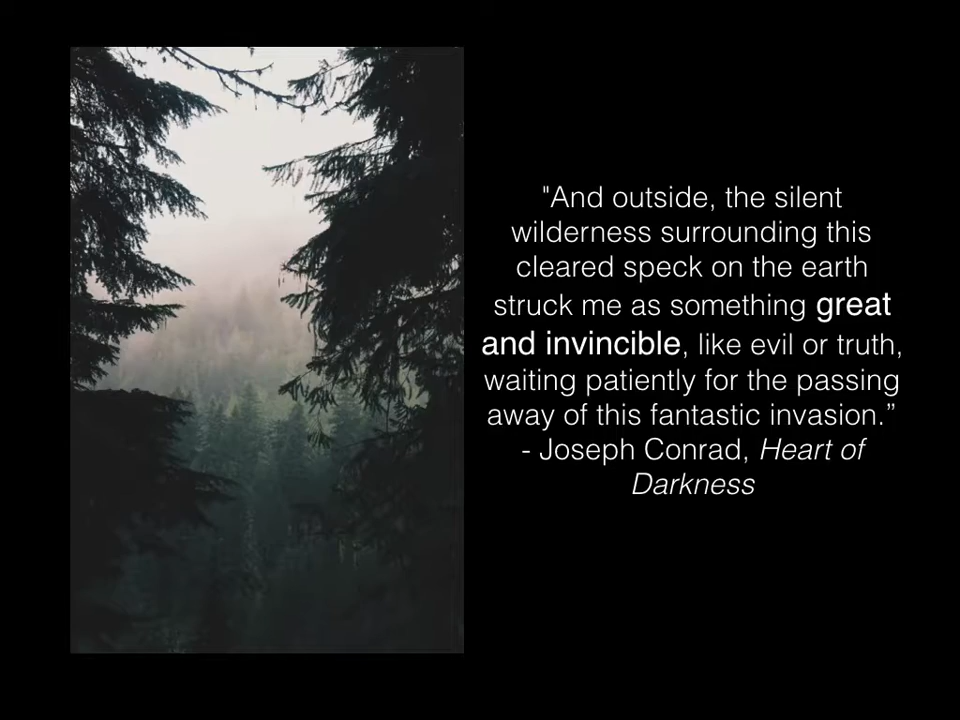 "And outside, the silent
wilderness surrounding this
cleared speck on the earth
struck me as something great
and invincible, like evil or truth,
waiting patiently for the passing
away of this fantastic invasion.”
- Joseph Conrad, Heart of
Darkness